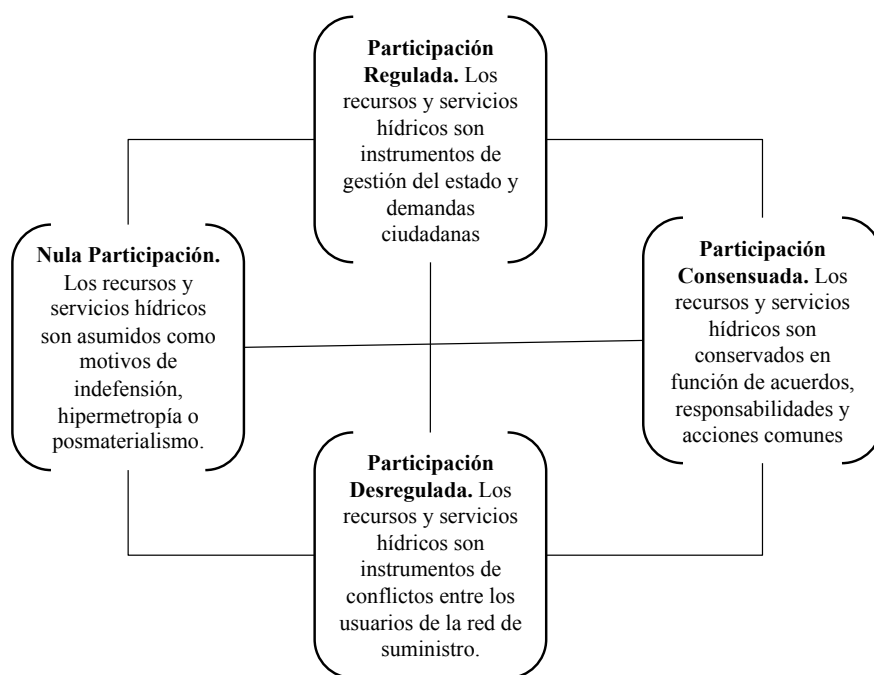 Participación
Regulada. Los
recursos y servicios
hídricos son
instrumentos de
gestión del estado y
demandas
ciudadanas
Nula Participación.
Los recursos y
servicios hídricos
son asumidos como
motivos de
indefensión,
hipermetropía o
posmaterialismo.
Participación
Consensuada. Los
recursos y servicios
hídricos son
conservados en
función de acuerdos,
responsabilidades y
acciones comunes
Participación
Desregulada. Los
recursos y servicios
hídricos son
instrumentos de
conflictos entre los
usuarios de la red de
suministro.